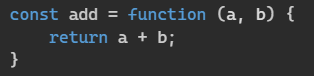 const add = function (a, b) {
    return a + b;
}